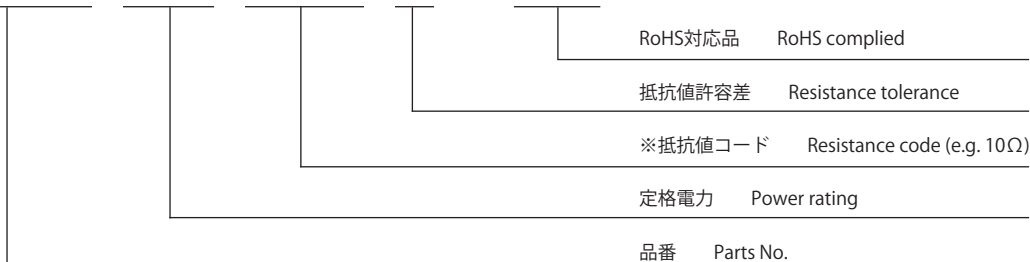 RoHS対応品 RoHS complied
抵抗値許容差 Resistance tolerance
※抵抗値コード Resistance code (e.g. 10Ω)
定格電力 Power rating
品番 Parts No.